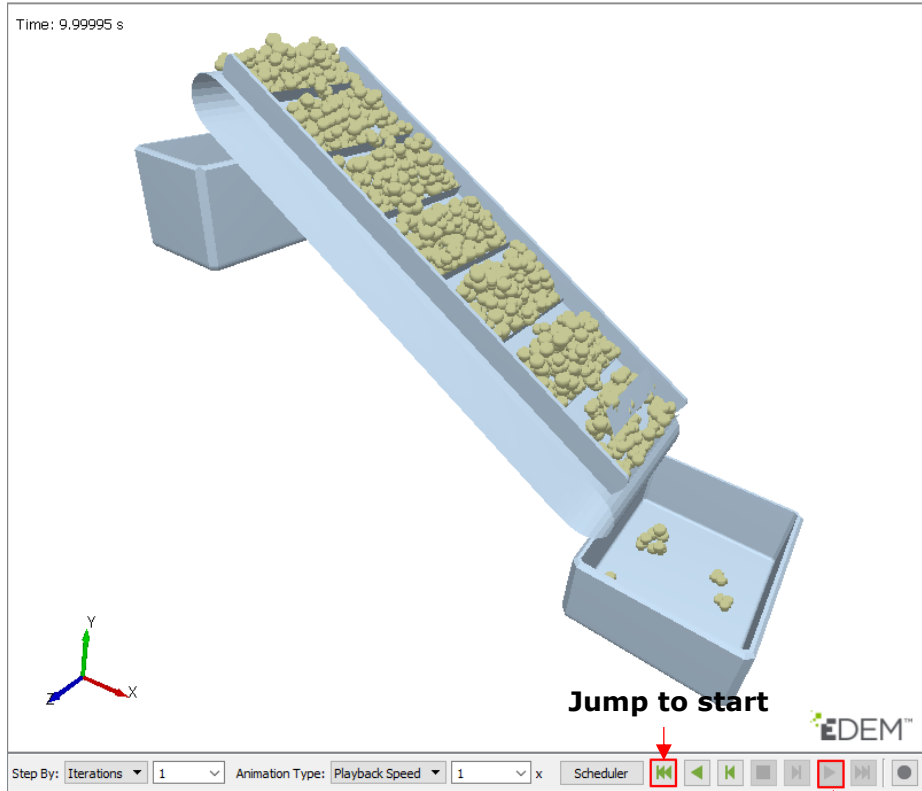 Time: 9.99995 s
Y
Z
X
Jump to start
EDEM™
Step By: Iterations 1 Animation Type: Playback Speed 1 x Scheduler